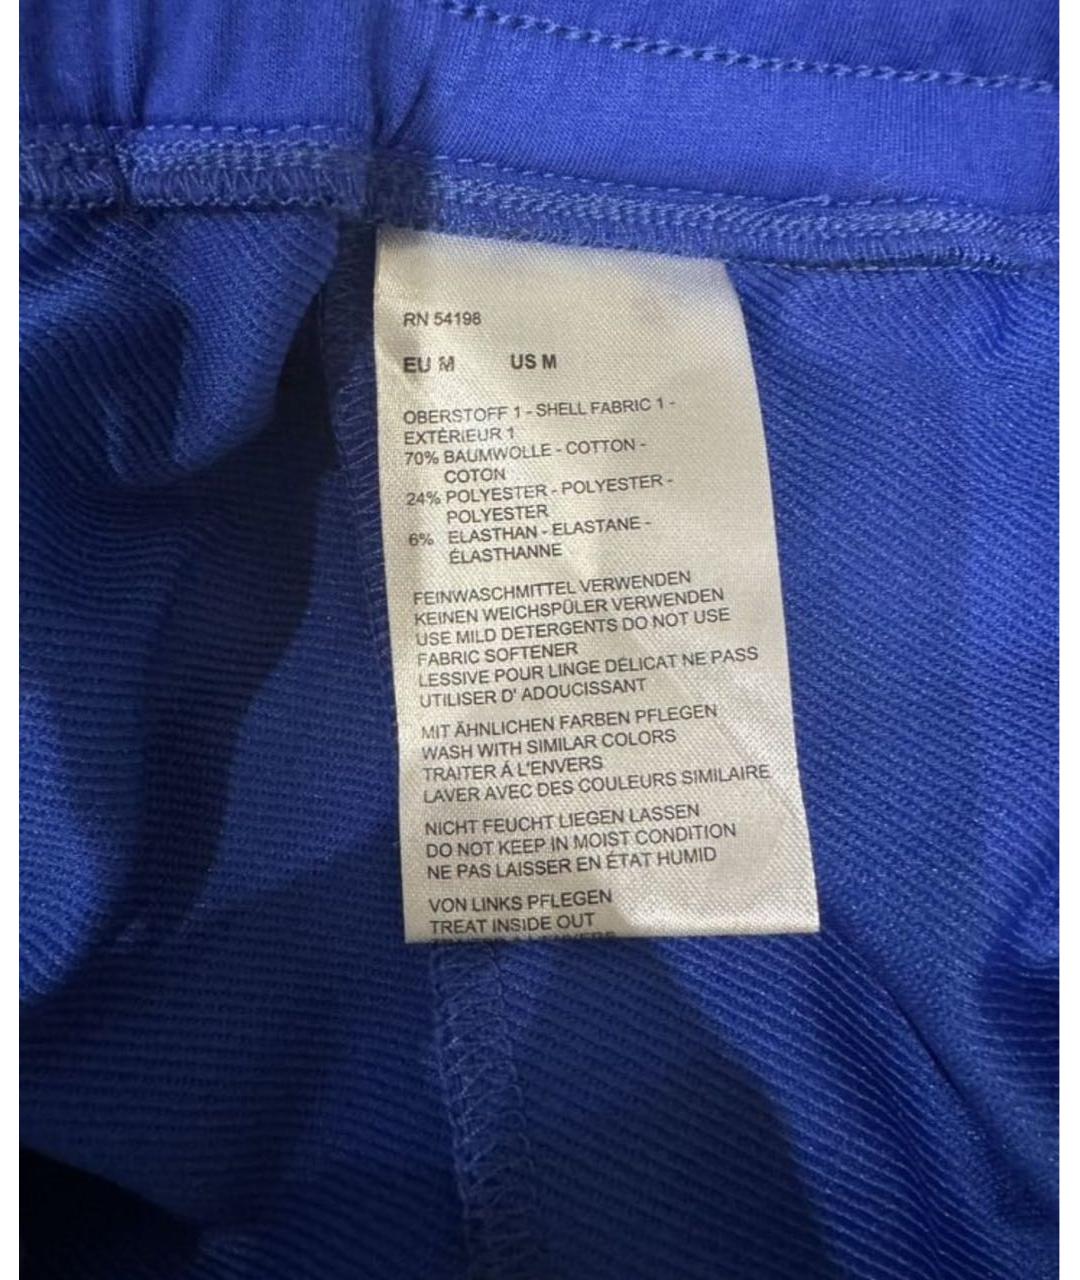 RN 54198
EU M US M
OBERSTOFF 1 - SHELL FABRIC 1 -
EXTÉRIEUR 1
70% BAUMWOLLE - COTTON -
COTON
24% POLYESTER - POLYESTER -
POLYESTER
6% ELASTHAN - ELASTANE -
ÉLASTHANNE
FEINWASCHMITTEL VERWENDEN
KEINEN WEICHSPÜLER VERWENDEN
USE MILD DETERGENTS DO NOT USE
FABRIC SOFTENER
LESSIVE POUR LINGE DÉLICAT NE PASS
UTILISER D' ADOUCISSANT
MIT ÄHNLICHEN FARBEN PFLEGEN
WASH WITH SIMILAR COLORS
TRAITER Á L'ENVERS
LAVER AVEC DES COULEURS SIMILAIRE
NICHT FEUCHT LIEGEN LASSEN
DO NOT KEEP IN MOIST CONDITION
NE PAS LAISSER EN ÉTAT HUMID
VON LINKS PFLEGEN
TREAT INSIDE OUT